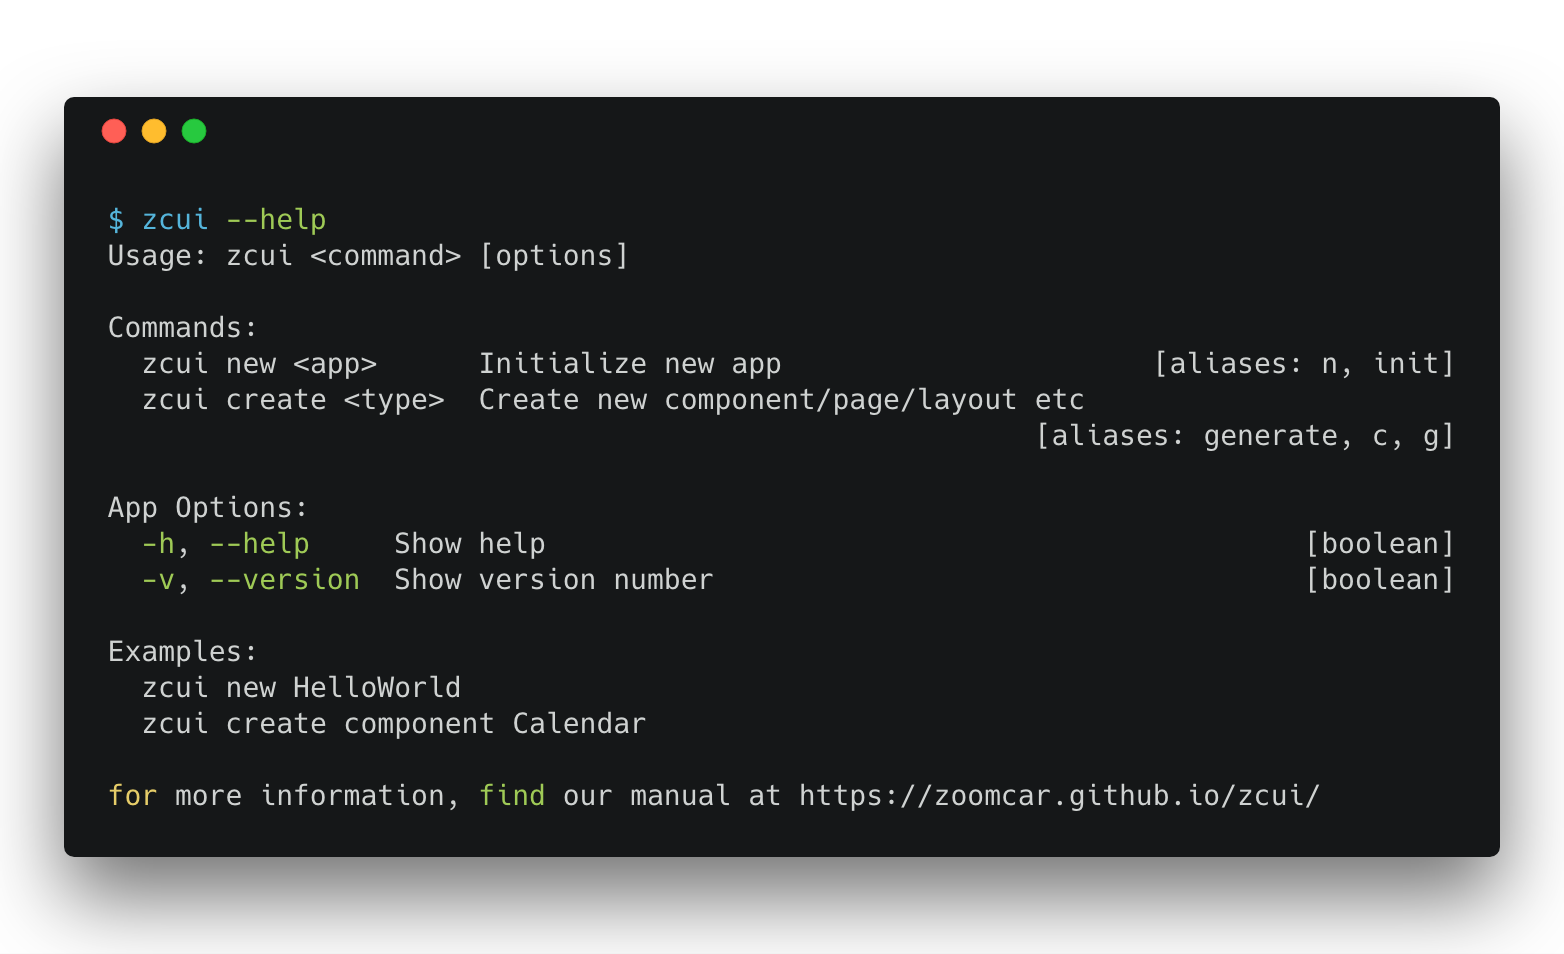 $ zcui --help
Usage: zcui <command> [options]
Commands:
zcui new <app> Initialize new app [aliases: n, init]
zcui create <type> Create new component/page/layout etc
[aliases: generate, c, g]
App Options:
-h, --help Show help [boolean]
-v, --version Show version number [boolean]
Examples:
zcui new HelloWorld
zcui create component Calendar
for more information, find our manual at https://zoomcar.github.io/zcui/